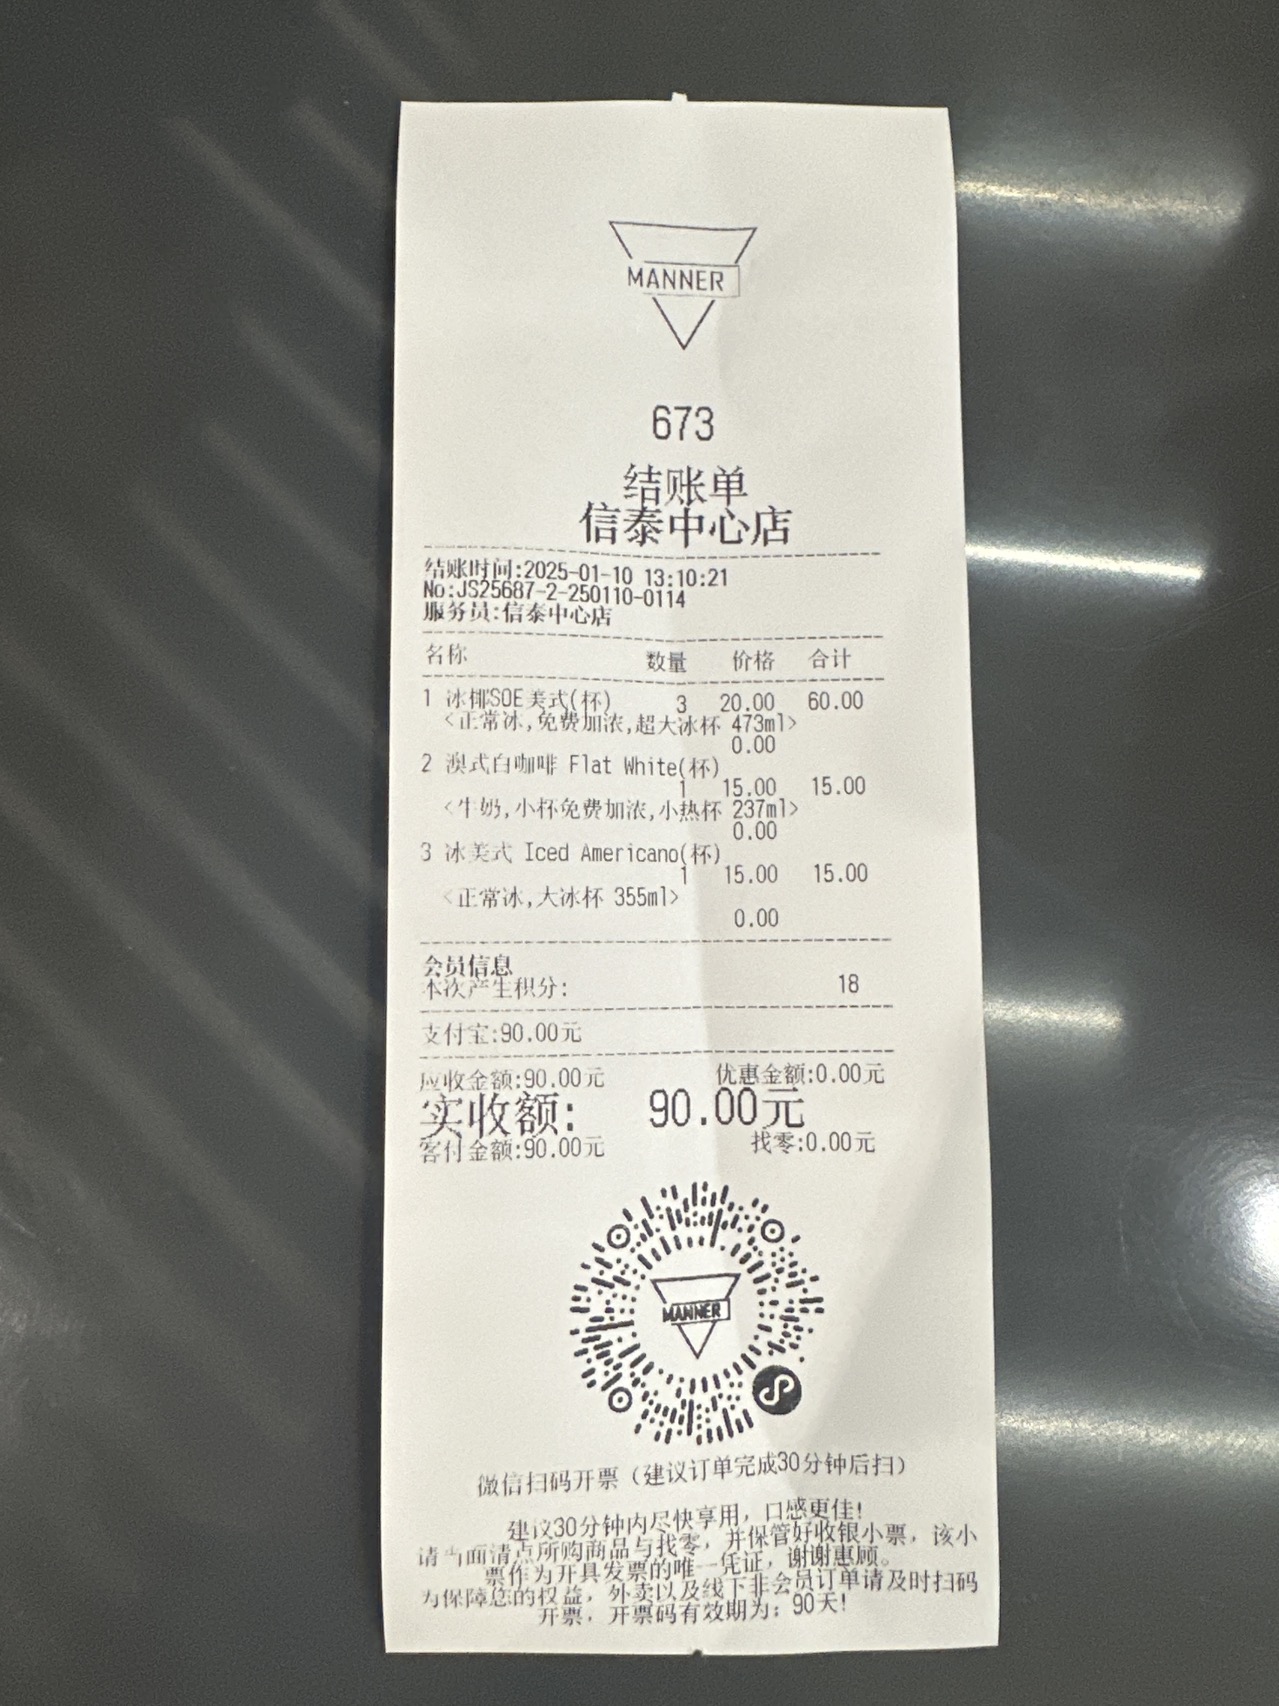 MANNER
673
结账单
信泰中心店
结账时间:2025-01-10 13:10:21
No:JS25687-2-250110-0114
服务员:信泰中心店
名称 数量 价格 合计
1 冰椰SOE美式(杯) 3 20.00 60.00
<正常冰,免费加浓,超大冰杯 473ml>
0.00
2 澳式白咖啡 Flat White(杯)
1 15.00 15.00
<牛奶,小杯免费加浓,小热杯 237ml>
0.00
3 冰美式 Iced Americano(杯)
1 15.00 15.00
<正常冰,大冰杯 355ml>
0.00
会员信息
本次产生积分: 18
支付宝:90.00元
应收金额:90.00元 优惠金额:0.00元
实收额: 90.00元
客付金额:90.00元 找零:0.00元
MANNER
微信扫码开票（建议订单完成30分钟后扫）
建议30分钟内尽快享用，口感更佳!
请当面清点所购商品与找零，并保管好收银小票，该小
票作为开具发票的唯一凭证，谢谢惠顾。
为保障您的权益，外卖以及线下非会员订单请及时扫码
开票，开票码有效期为：90天!